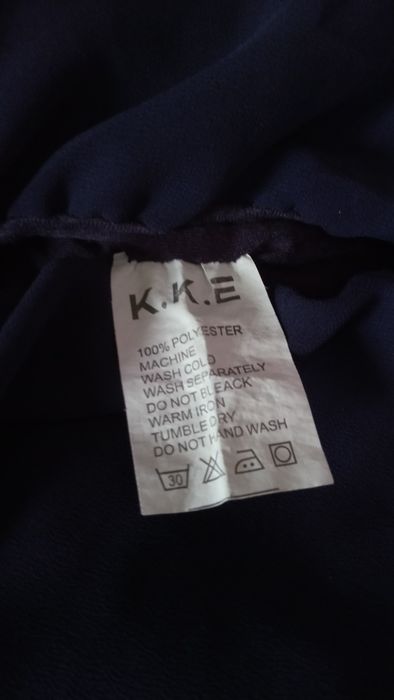 K.K.E
100% POLYESTER
MACHINE
WASH COLD
WASH SEPARATELY
DO NOT BLEACK
WARM IRON
TUMBLE DRY
DO NOT HAND WASH
30